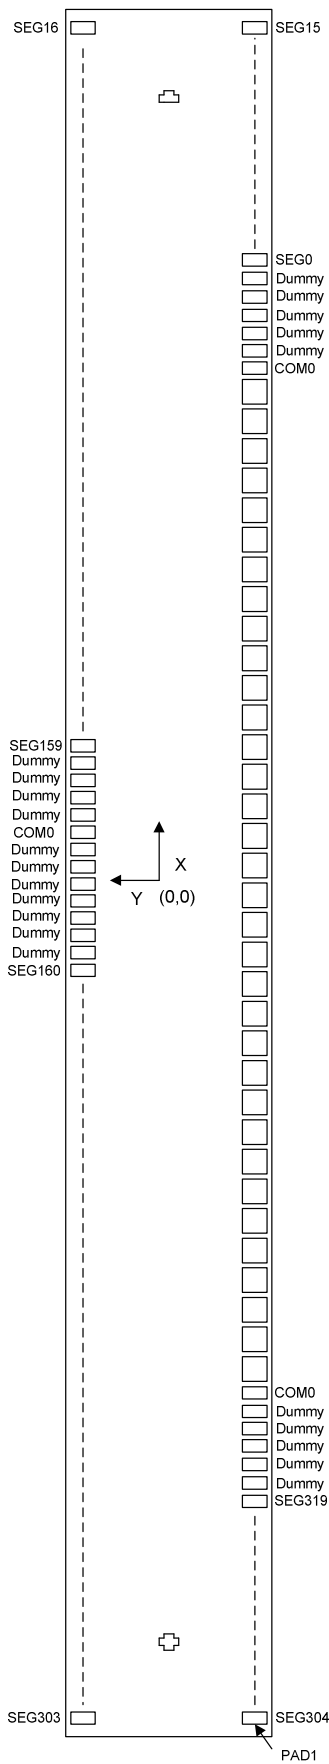 SEG16 SEG15
SEG0
Dummy
Dummy
Dummy
Dummy
Dummy
COM0
SEG159
Dummy
Dummy
Dummy
Dummy
COM0
Dummy
Dummy
Dummy
Dummy
Dummy
Dummy
Dummy
SEG160
X
Y (0,0)
COM0
Dummy
Dummy
Dummy
Dummy
Dummy
SEG319
SEG303 SEG304
PAD1